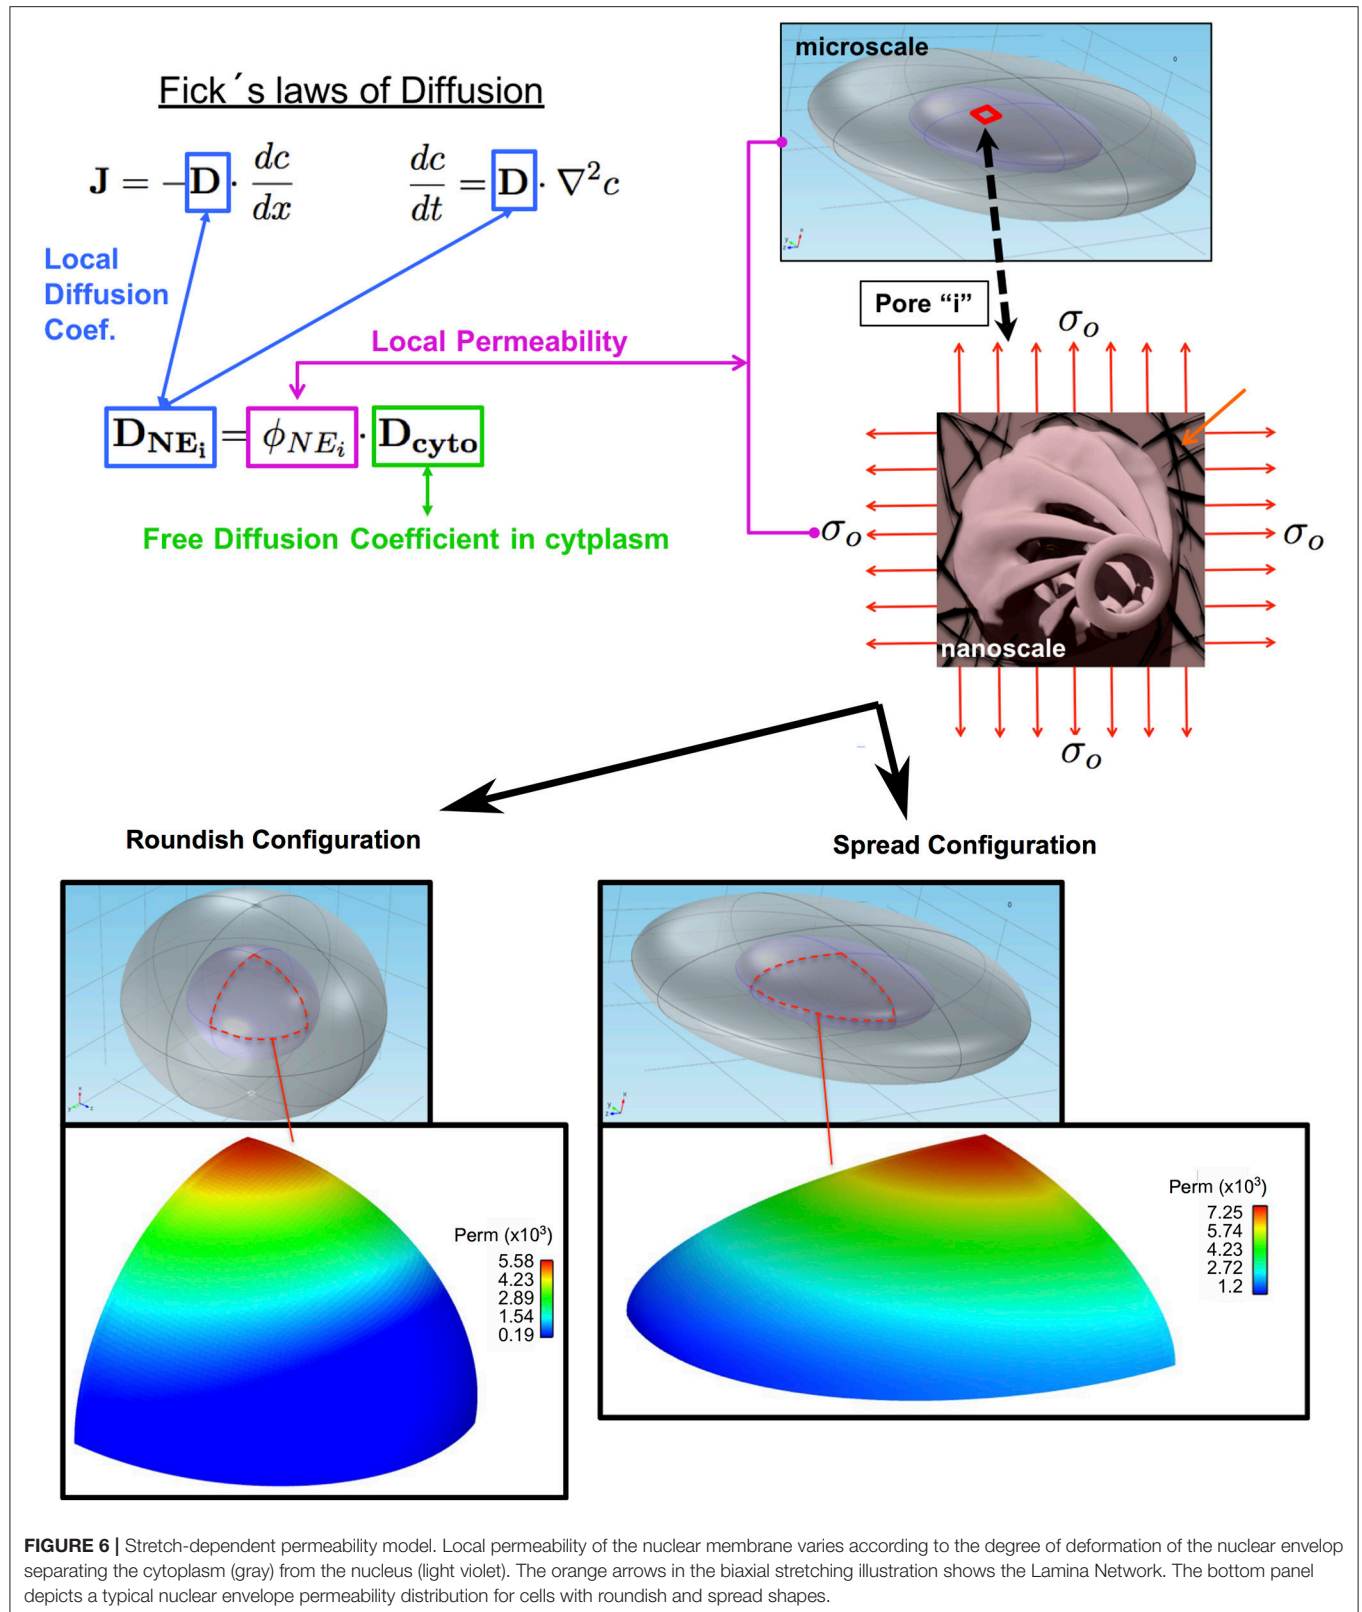 microscale
Fick´s laws of Diffusion
J = −D · dc/dx
dc/dt = D · ∇²c
Local
Diffusion
Coef.
Pore “i”
σₒ
Local Permeability
D_NEᵢ = ϕ_NEᵢ · D_cyto
σₒ
σₒ
Free Diffusion Coefficient in cytplasm
nanoscale
σₒ
Roundish Configuration
Spread Configuration
Perm (x10³)
5.58
4.23
2.89
1.54
0.19
Perm (x10³)
7.25
5.74
4.23
2.72
1.2
FIGURE 6 | Stretch-dependent permeability model. Local permeability of the nuclear membrane varies according to the degree of deformation of the nuclear envelop
separating the cytoplasm (gray) from the nucleus (light violet). The orange arrows in the biaxial stretching illustration shows the Lamina Network. The bottom panel
depicts a typical nuclear envelope permeability distribution for cells with roundish and spread shapes.